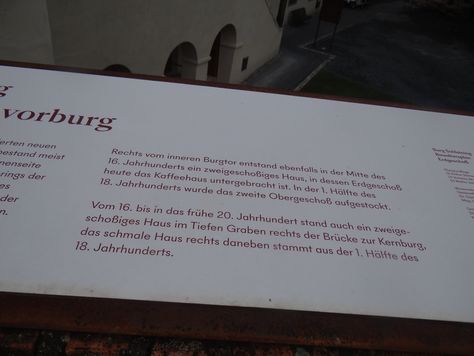 g
vorburg
erten neuen
bestand meist
nenseite
rings der
es
der
n.
Rechts vom inneren Burgtor entstand ebenfalls in der Mitte des
16. Jahrhunderts ein zweigeschoßiges Haus, in dessen Erdgeschoß
heute das Kaffeehaus untergebracht ist. In der 1. Hälfte des
18. Jahrhunderts wurde das zweite Obergeschoß aufgestockt.
Vom 16. bis in das frühe 20. Jahrhundert stand auch ein zweige-
schoßiges Haus im Tiefen Graben rechts der Brücke zur Kernburg,
das schmale Haus rechts daneben stammt aus der 1. Hälfte des
18. Jahrhunderts.